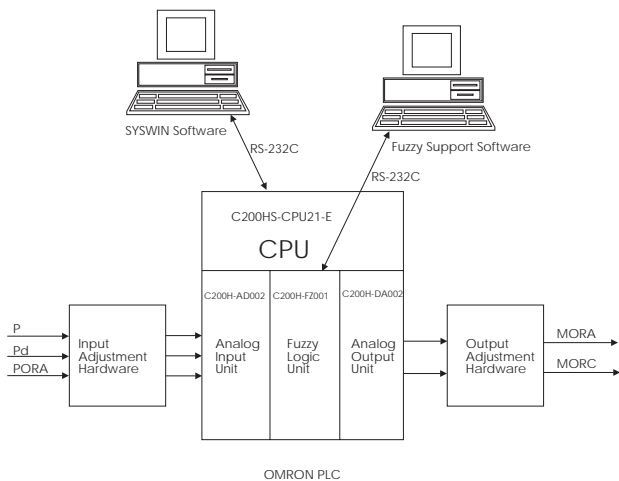 SYSWIN Software
Fuzzy Support Software
RS-232C
RS-232C
C200HS-CPU21-E
CPU
C200H-AD002
C200H-FZ001
C200H-DA002
P
Pd
PORA
Input
Adjustment
Hardware
Analog
Input
Unit
Fuzzy
Logic
Unit
Analog
Output
Unit
Output
Adjustment
Hardware
MORA
MORC
OMRON PLC